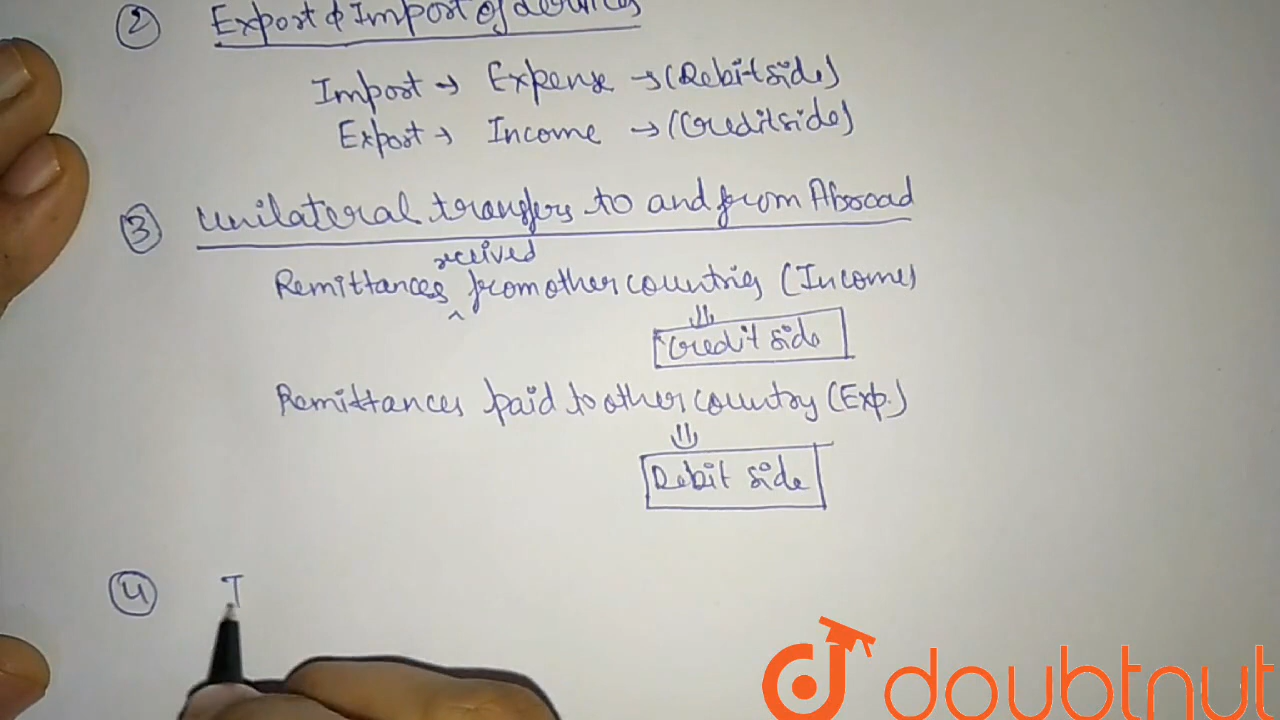 ② Export & Import of Services
Import → Expense → (Debit side)
Export → Income → (Credit side)
③ Unilateral transfers to and from Abroad
received
Remittances ^ from other countries (Income)
Credit side
Remittances paid to other country (Exp.)
Debit side
④ I
doubtnut